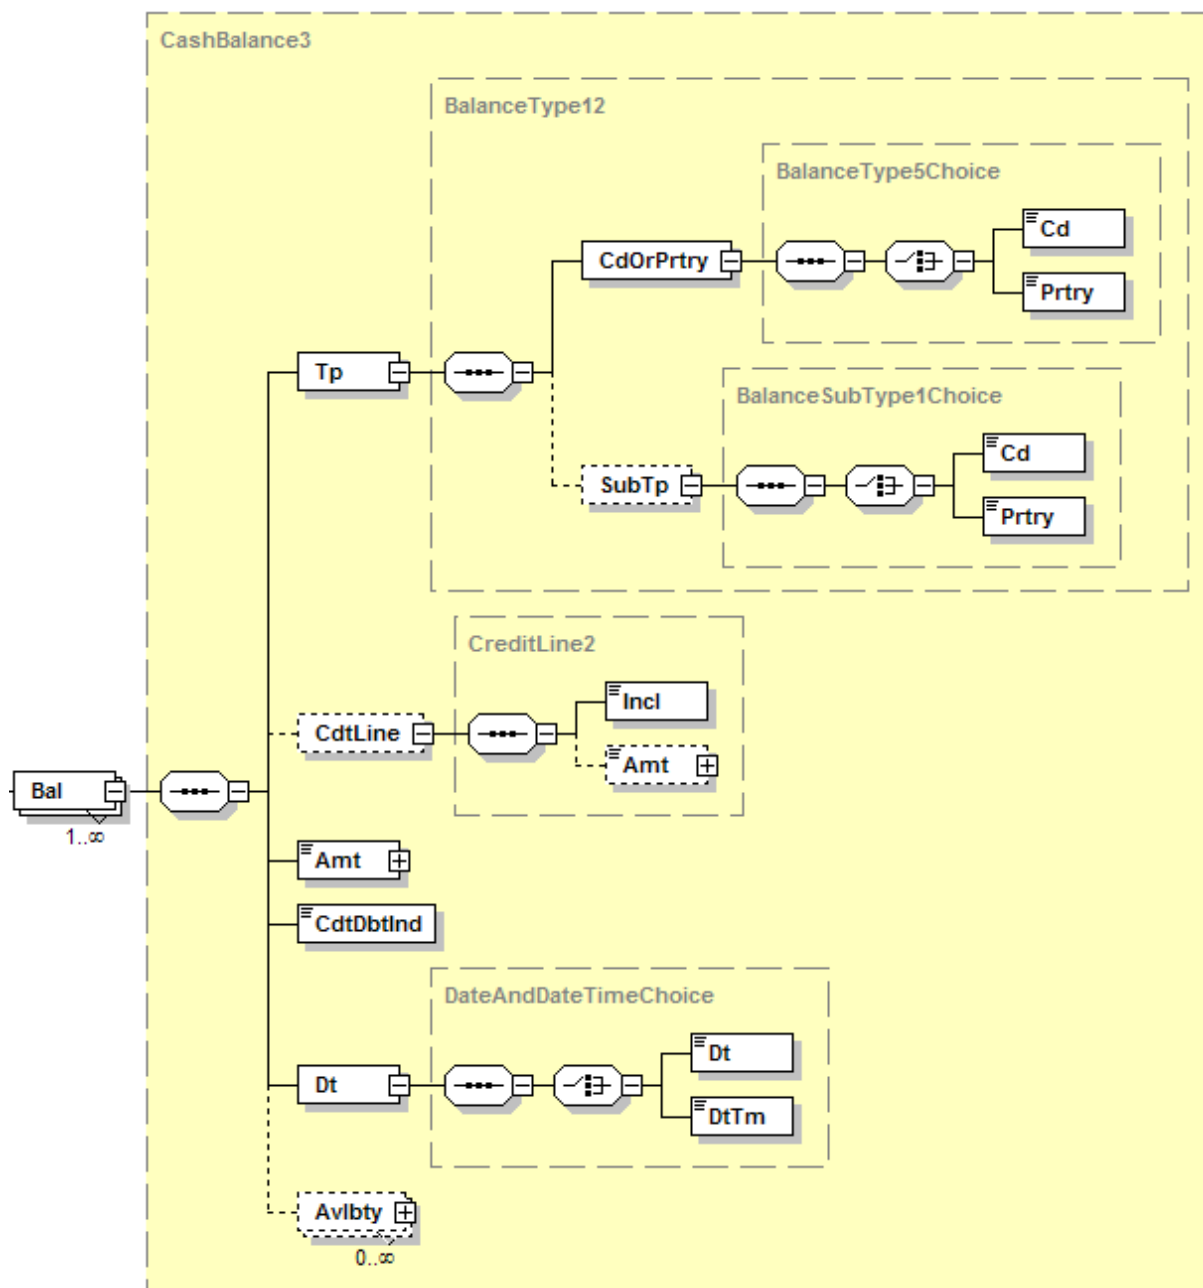 CashBalance3
BalanceType12
BalanceType5Choice
Cd
CdOrPrtry
Prtry
Tp
BalanceSubType1Choice
Cd
SubTp
Prtry
CreditLine2
Incl
CdtLine
Amt
Bal
1..∞
Amt
CdtDbtInd
DateAndDateTimeChoice
Dt
Dt
DtTm
Avlbty
0..∞